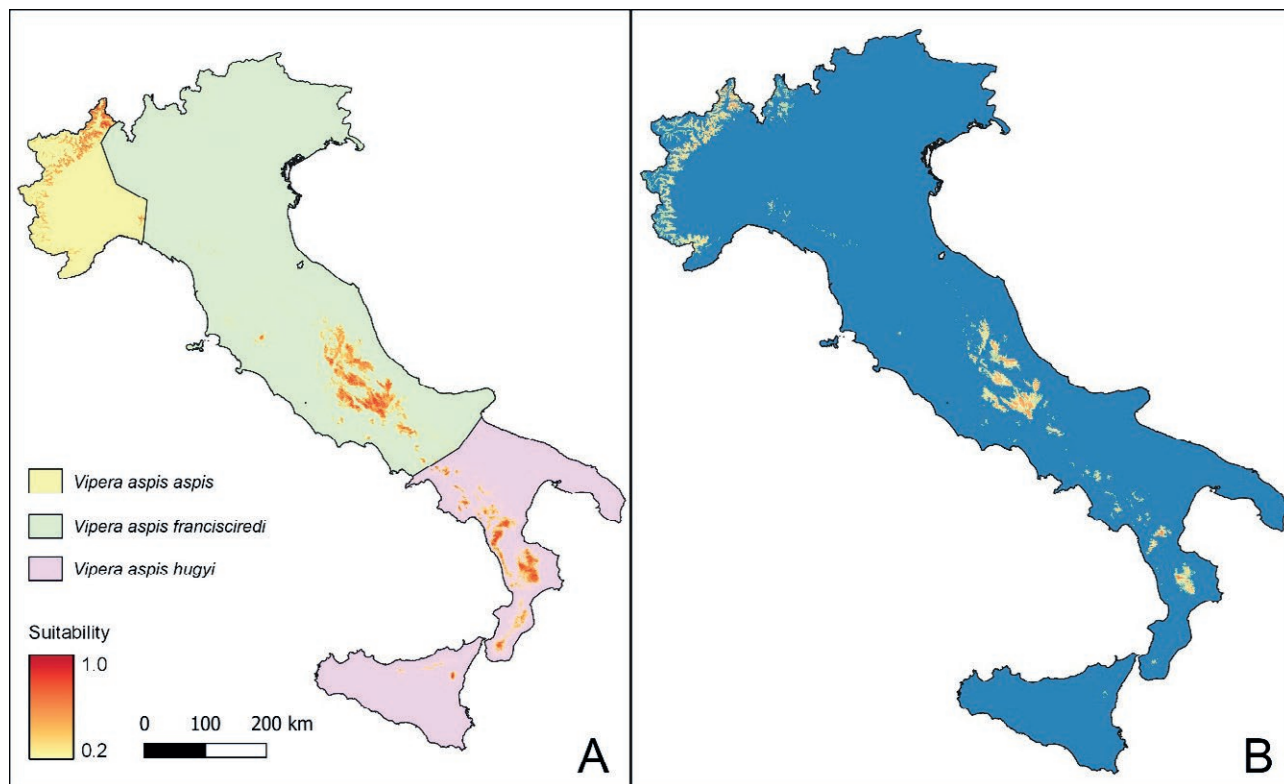 Vipera aspis aspis
Vipera aspis francisciredi
Vipera aspis hugyi
Suitability
1.0
0.2
0 100 200 km
A
B